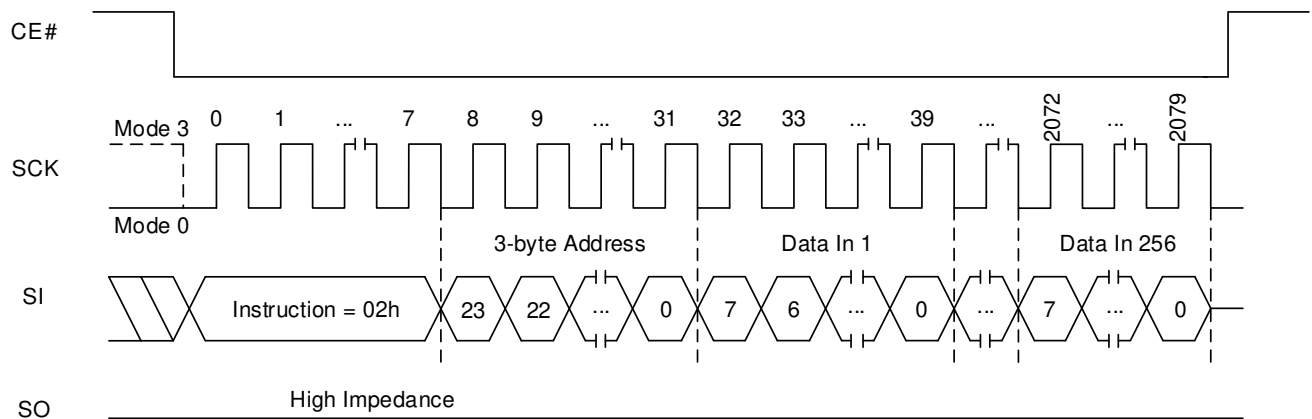 CE#
Mode 3
0 1 ... 7 8 9 ... 31 32 33 ... 39 ... 2072 ... 2079
SCK
Mode 0
3-byte Address Data In 1 Data In 256
SI
Instruction = 02h 23 22 ... 0 7 6 ... 0 ... 7 ... 0
SO
High Impedance